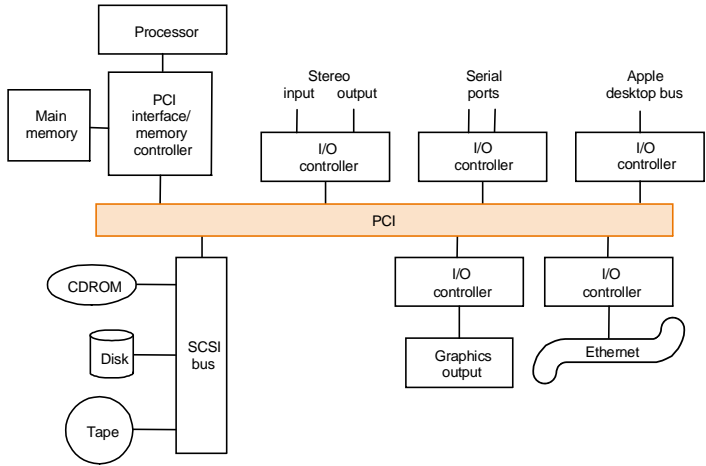 Processor
Main
memory
PCI
interface/
memory
controller
Stereo
input output
I/O
controller
Serial
ports
I/O
controller
Apple
desktop bus
I/O
controller
PCI
CDROM
Disk
Tape
SCSI
bus
I/O
controller
Graphics
output
I/O
controller
Ethernet